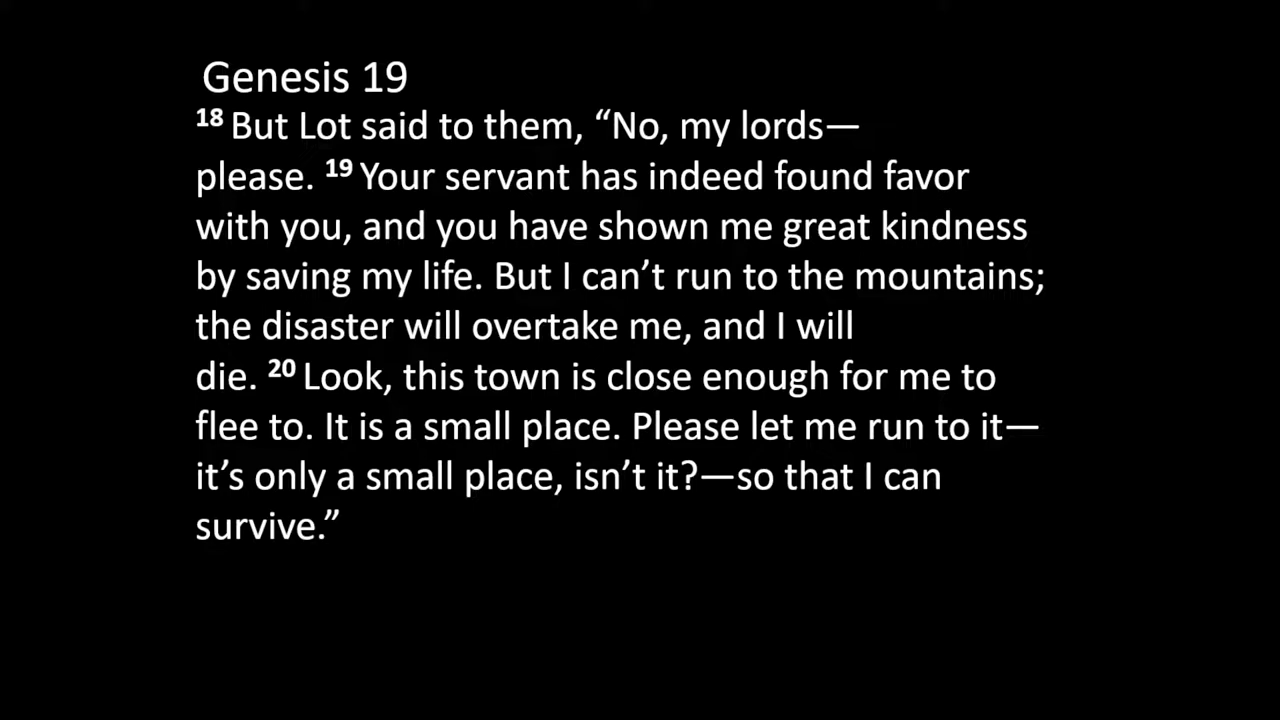 Genesis 19
18 But Lot said to them, “No, my lords—
please. 19 Your servant has indeed found favor
with you, and you have shown me great kindness
by saving my life. But I can’t run to the mountains;
the disaster will overtake me, and I will
die. 20 Look, this town is close enough for me to
flee to. It is a small place. Please let me run to it—
it’s only a small place, isn’t it?—so that I can
survive.”